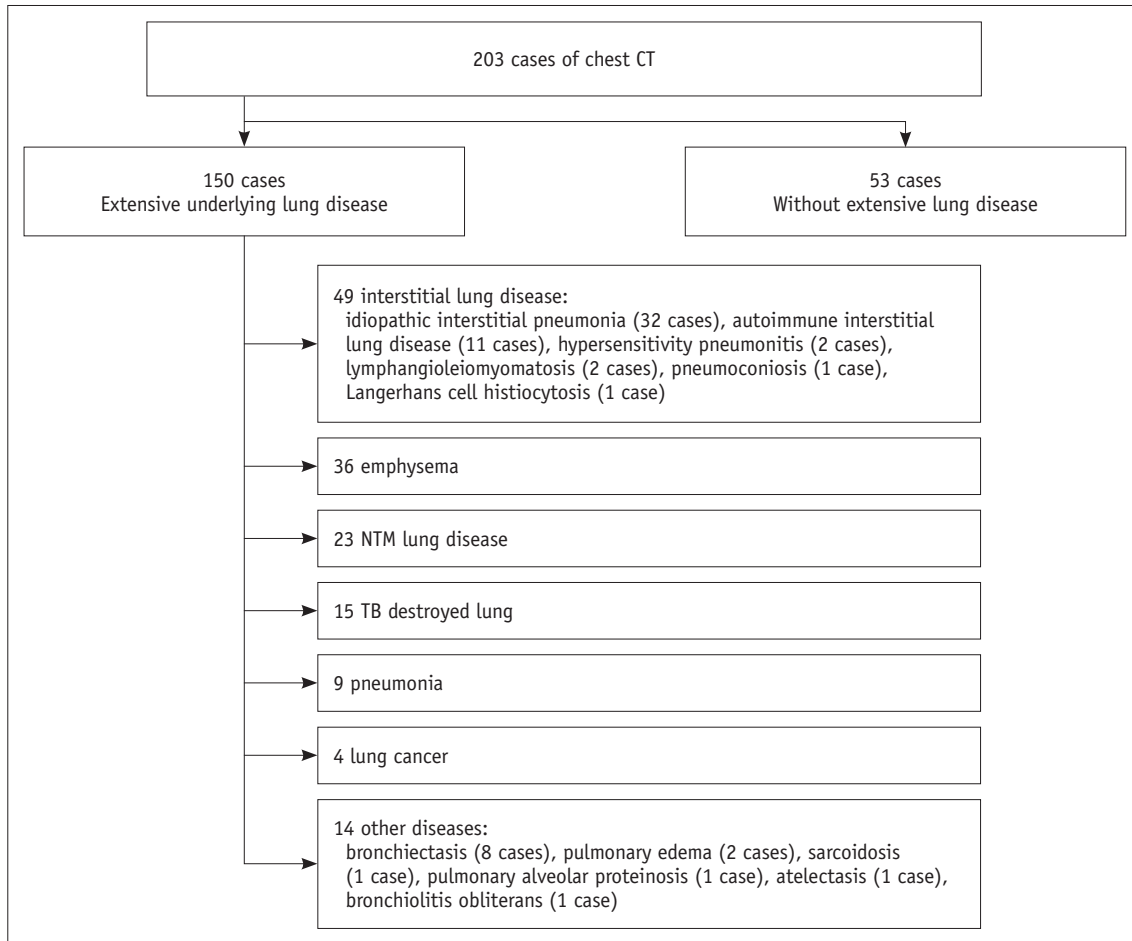 203 cases of chest CT
150 cases
Extensive underlying lung disease
53 cases
Without extensive lung disease
49 interstitial lung disease:
idiopathic interstitial pneumonia (32 cases), autoimmune interstitial
lung disease (11 cases), hypersensitivity pneumonitis (2 cases),
lymphangioleiomyomatosis (2 cases), pneumoconiosis (1 case),
Langerhans cell histiocytosis (1 case)
36 emphysema
23 NTM lung disease
15 TB destroyed lung
9 pneumonia
4 lung cancer
14 other diseases:
bronchiectasis (8 cases), pulmonary edema (2 cases), sarcoidosis
(1 case), pulmonary alveolar proteinosis (1 case), atelectasis (1 case),
bronchiolitis obliterans (1 case)